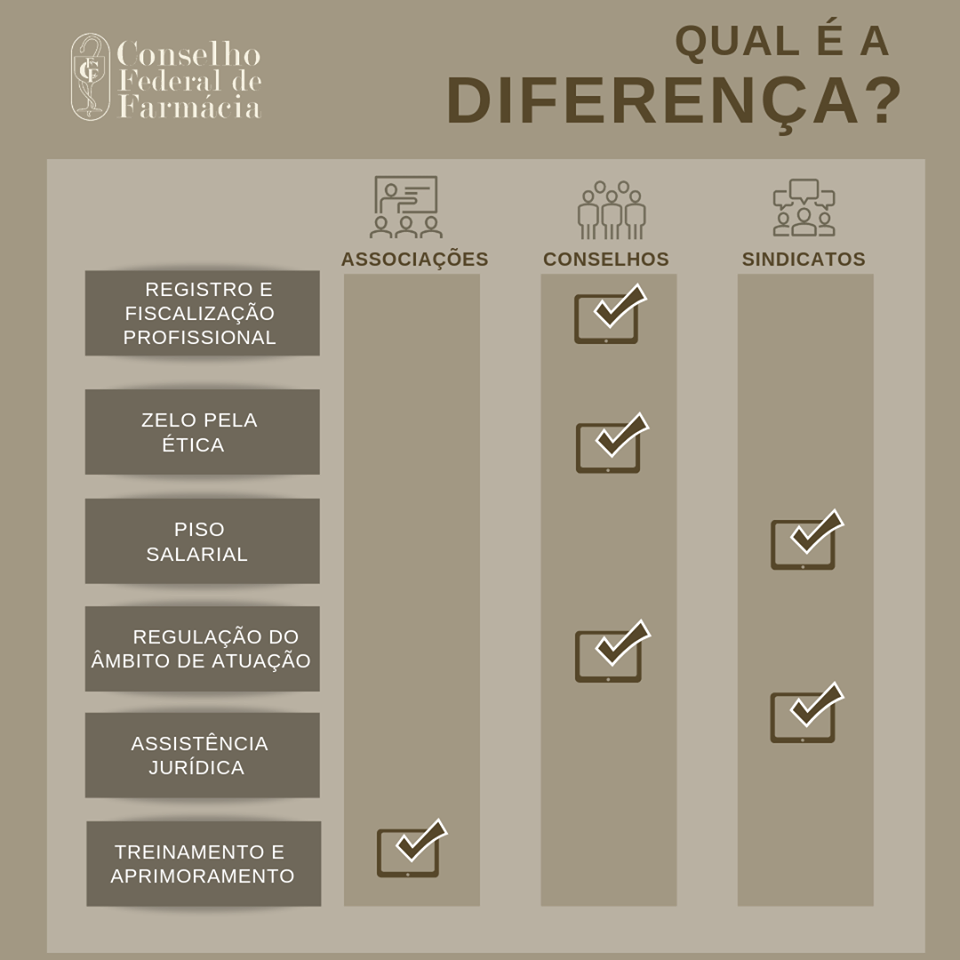 Conselho
Federal de
Farmácia
QUAL É A
DIFERENÇA?
ASSOCIAÇÕES
CONSELHOS
SINDICATOS
REGISTRO E
FISCALIZAÇÃO
PROFISSIONAL
ZELO PELA
ÉTICA
PISO
SALARIAL
REGULAÇÃO DO
ÂMBITO DE ATUAÇÃO
ASSISTÊNCIA
JURÍDICA
TREINAMENTO E
APRIMORAMENTO